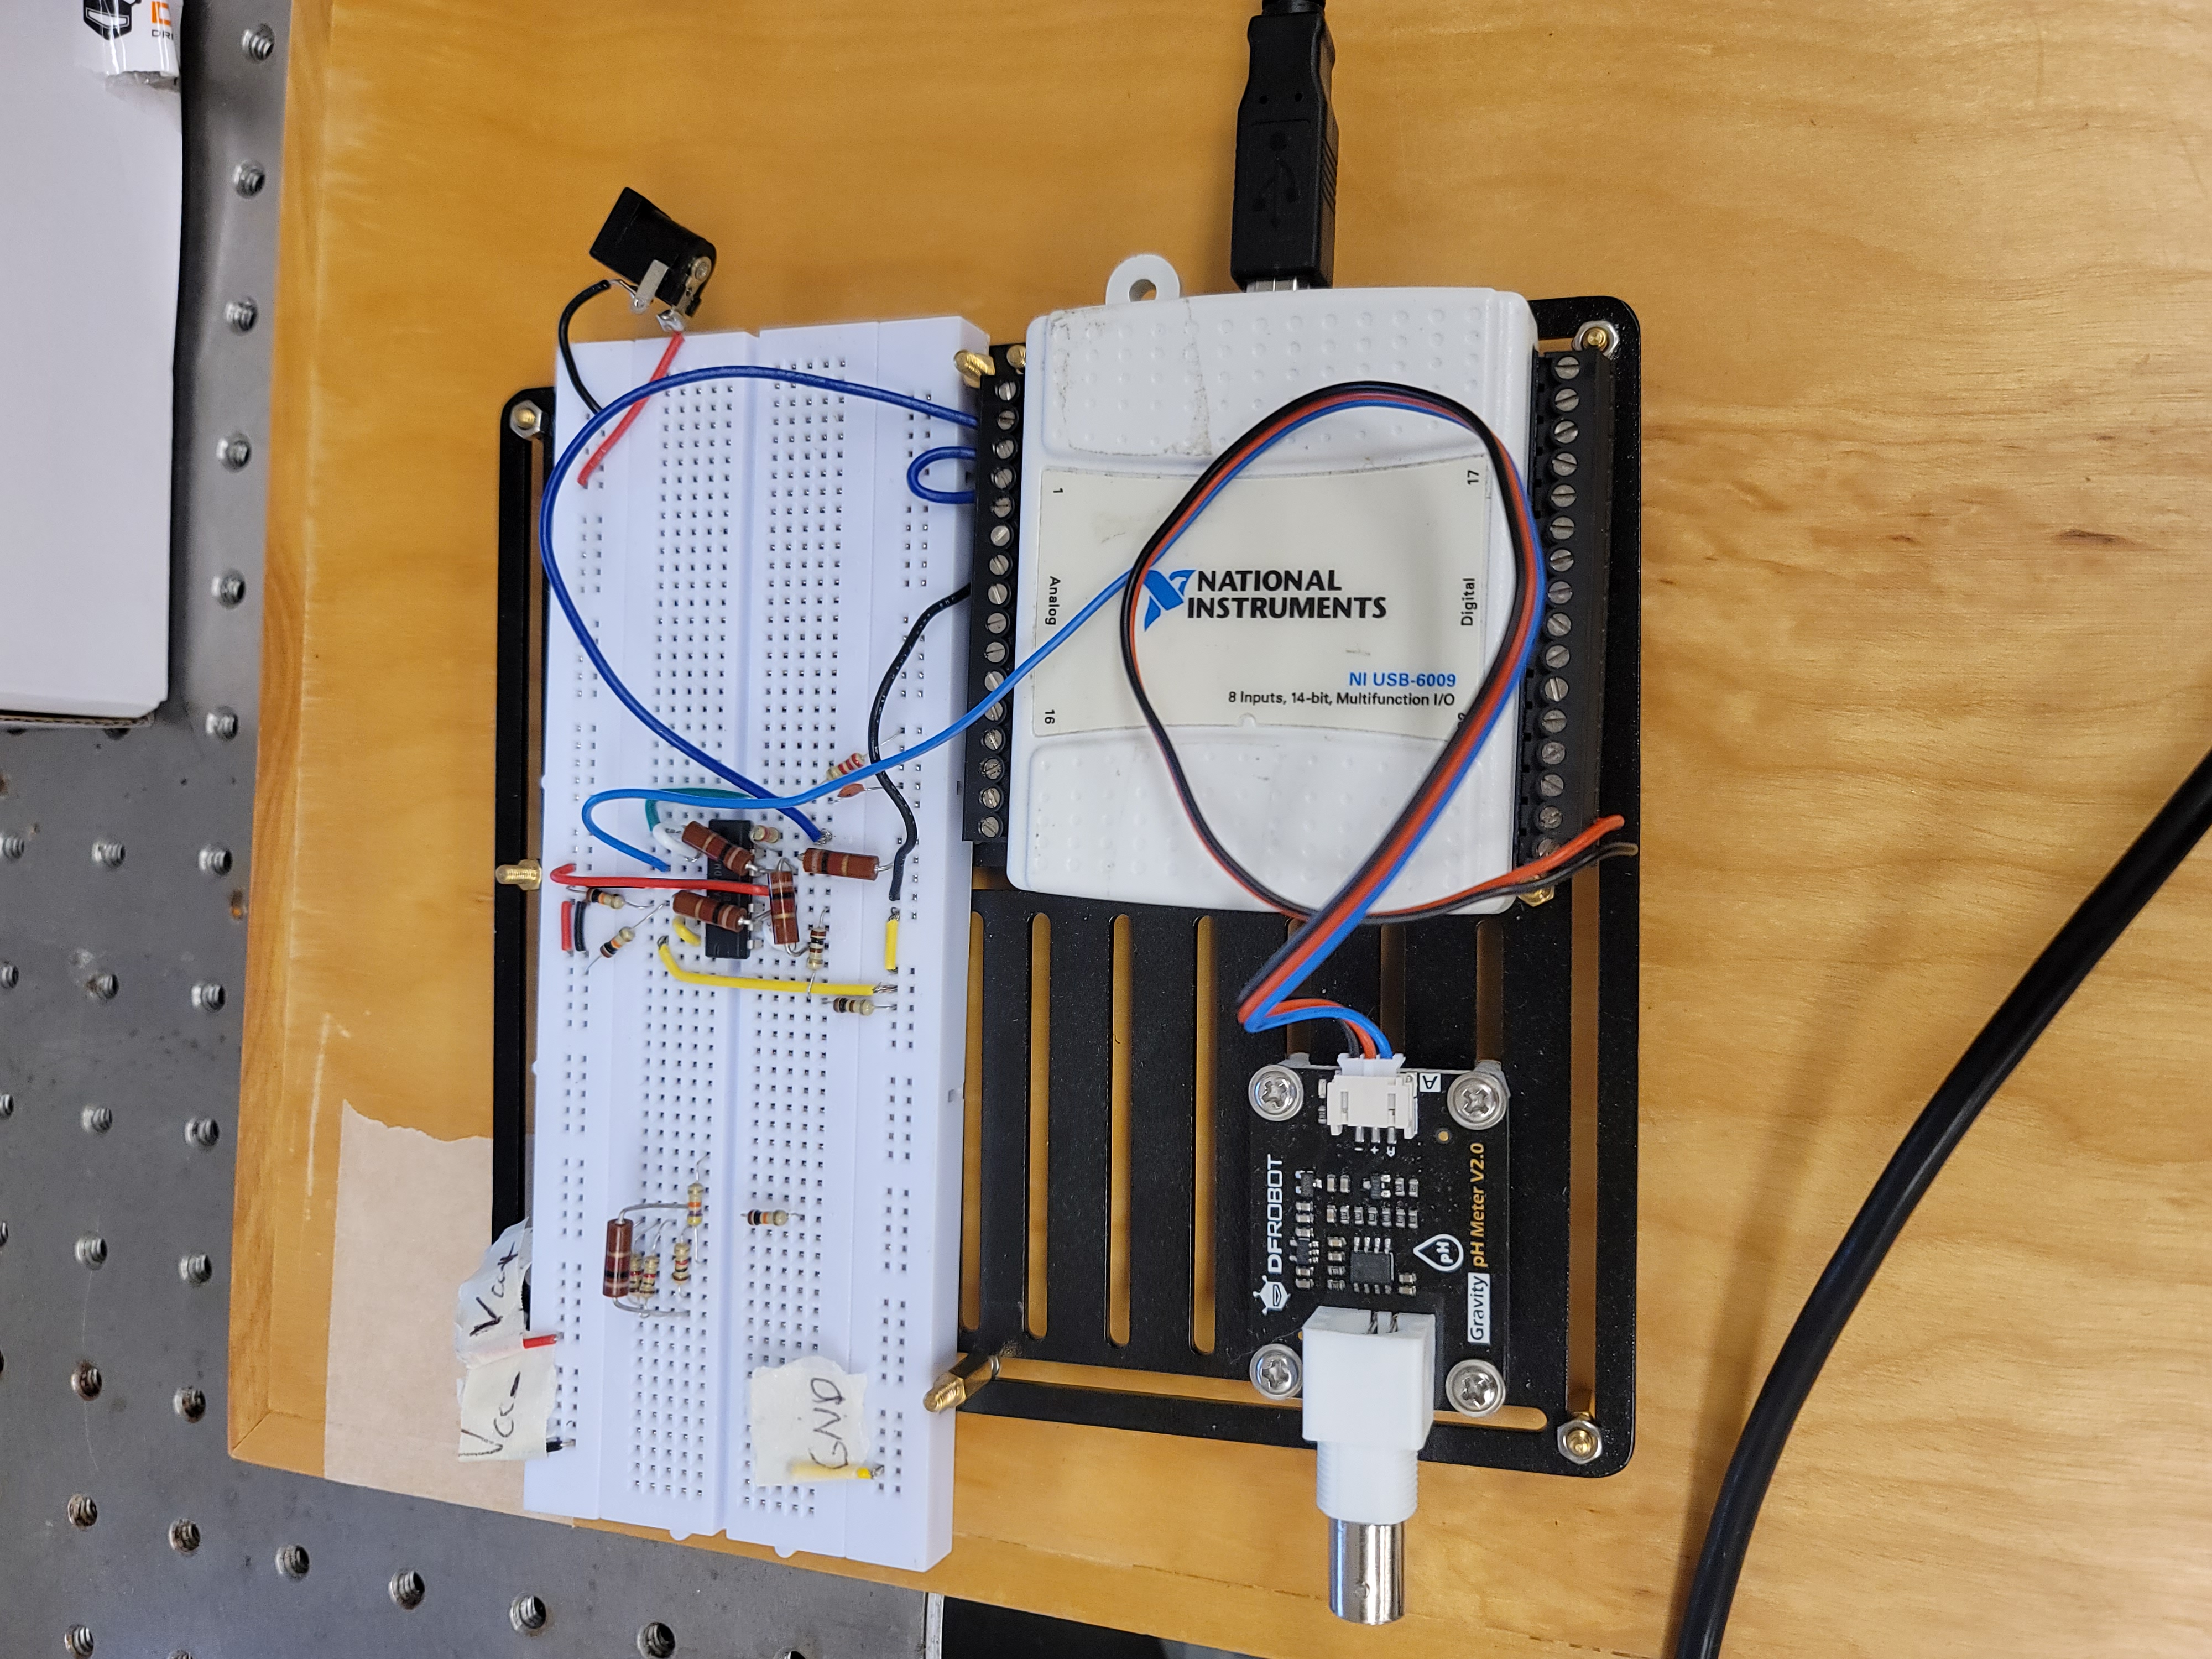 Vcc-
Vcc+
GND
16
Analog
1
NATIONAL
INSTRUMENTS
NI USB-6009
8 Inputs, 14-bit, Multifunction I/O
Digital
17
DFROBOT
A
pH
Gravity pH Meter V2.0